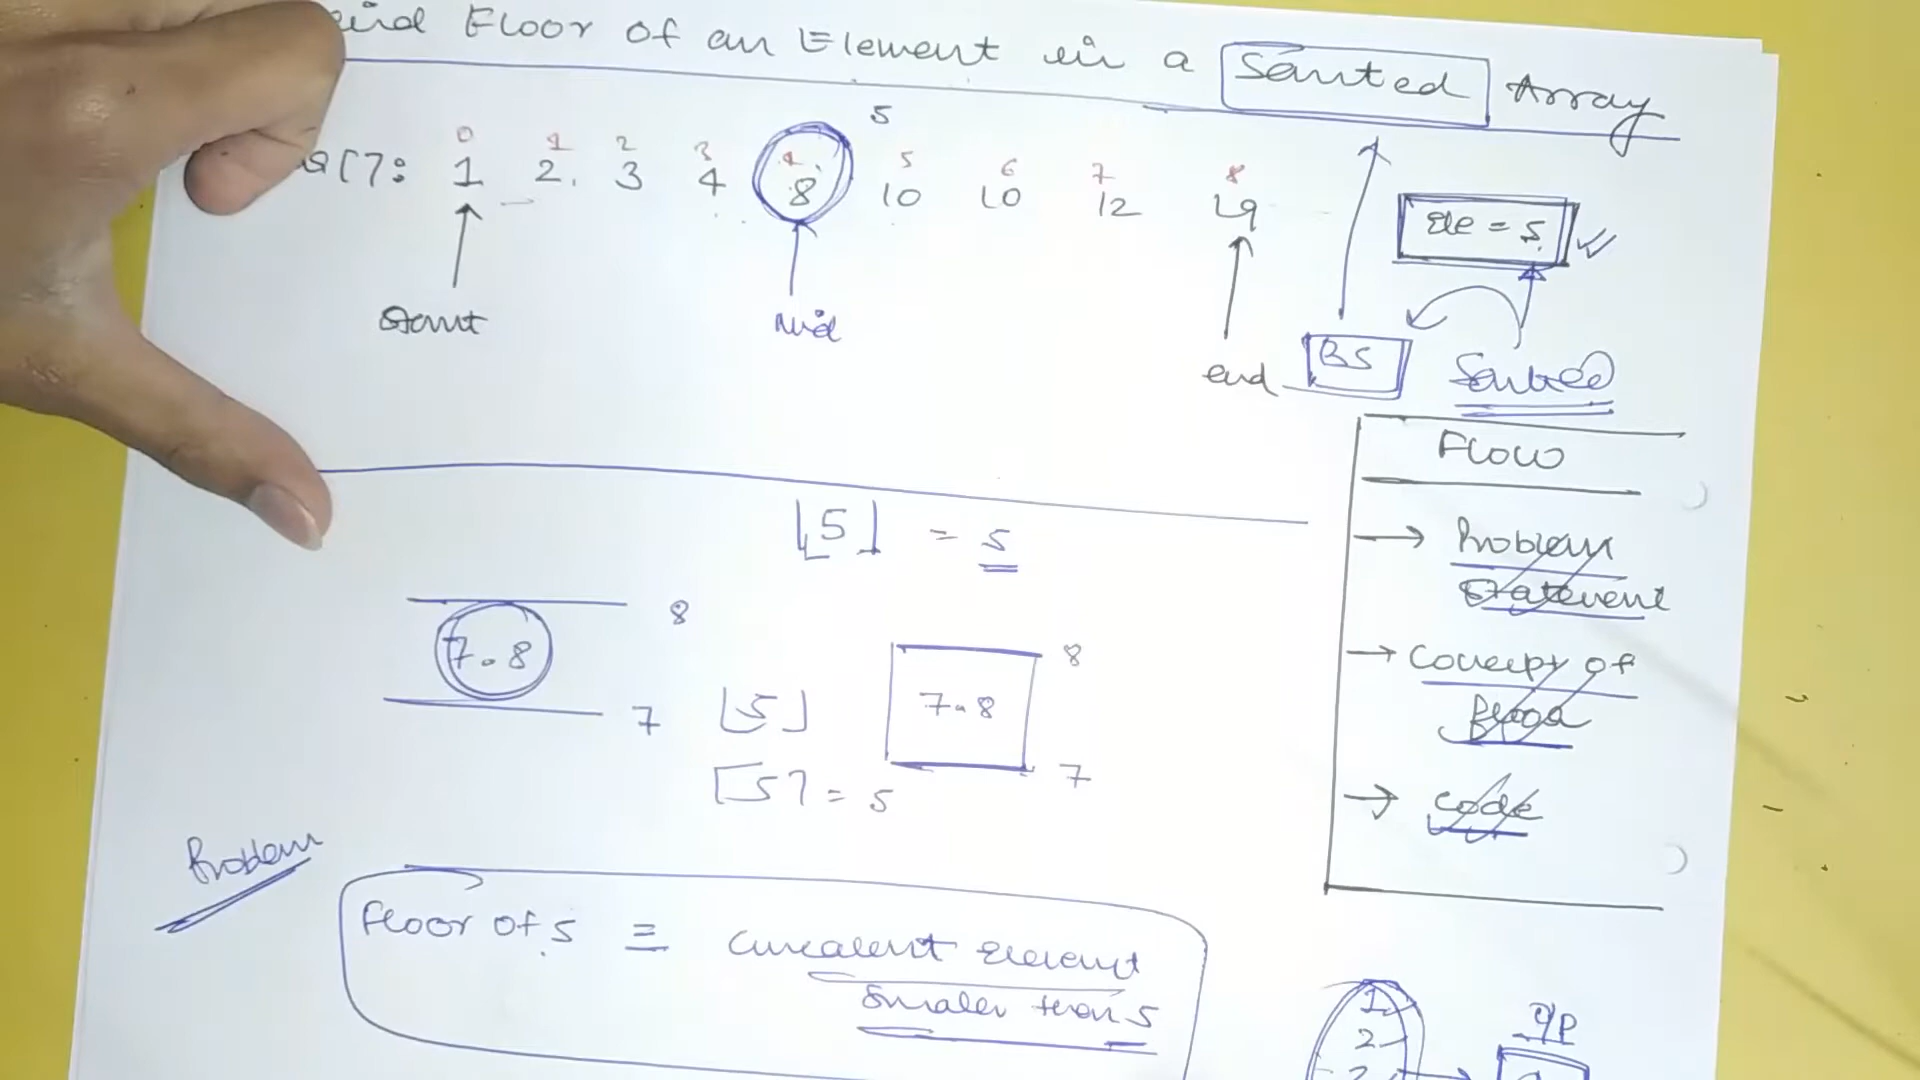 Find Floor of an Element in a Sorted Array
5
0 1 2 3 4 5 6 7 8
[]: 1 2 3 4 8 10 10 12 19
ele = 5
Start
Mid
end
BS
Sorted
Flow
⌊5⌋ = 5
→ Problem
Statement
8
7.8
7
⌊5⌋
8
7.8
7
→ Concept of
Floor
⌈5⌉ = 5
→ Code
Problem
Floor of 5 = Greatest Element
Smaller than 5
1
2
O/P